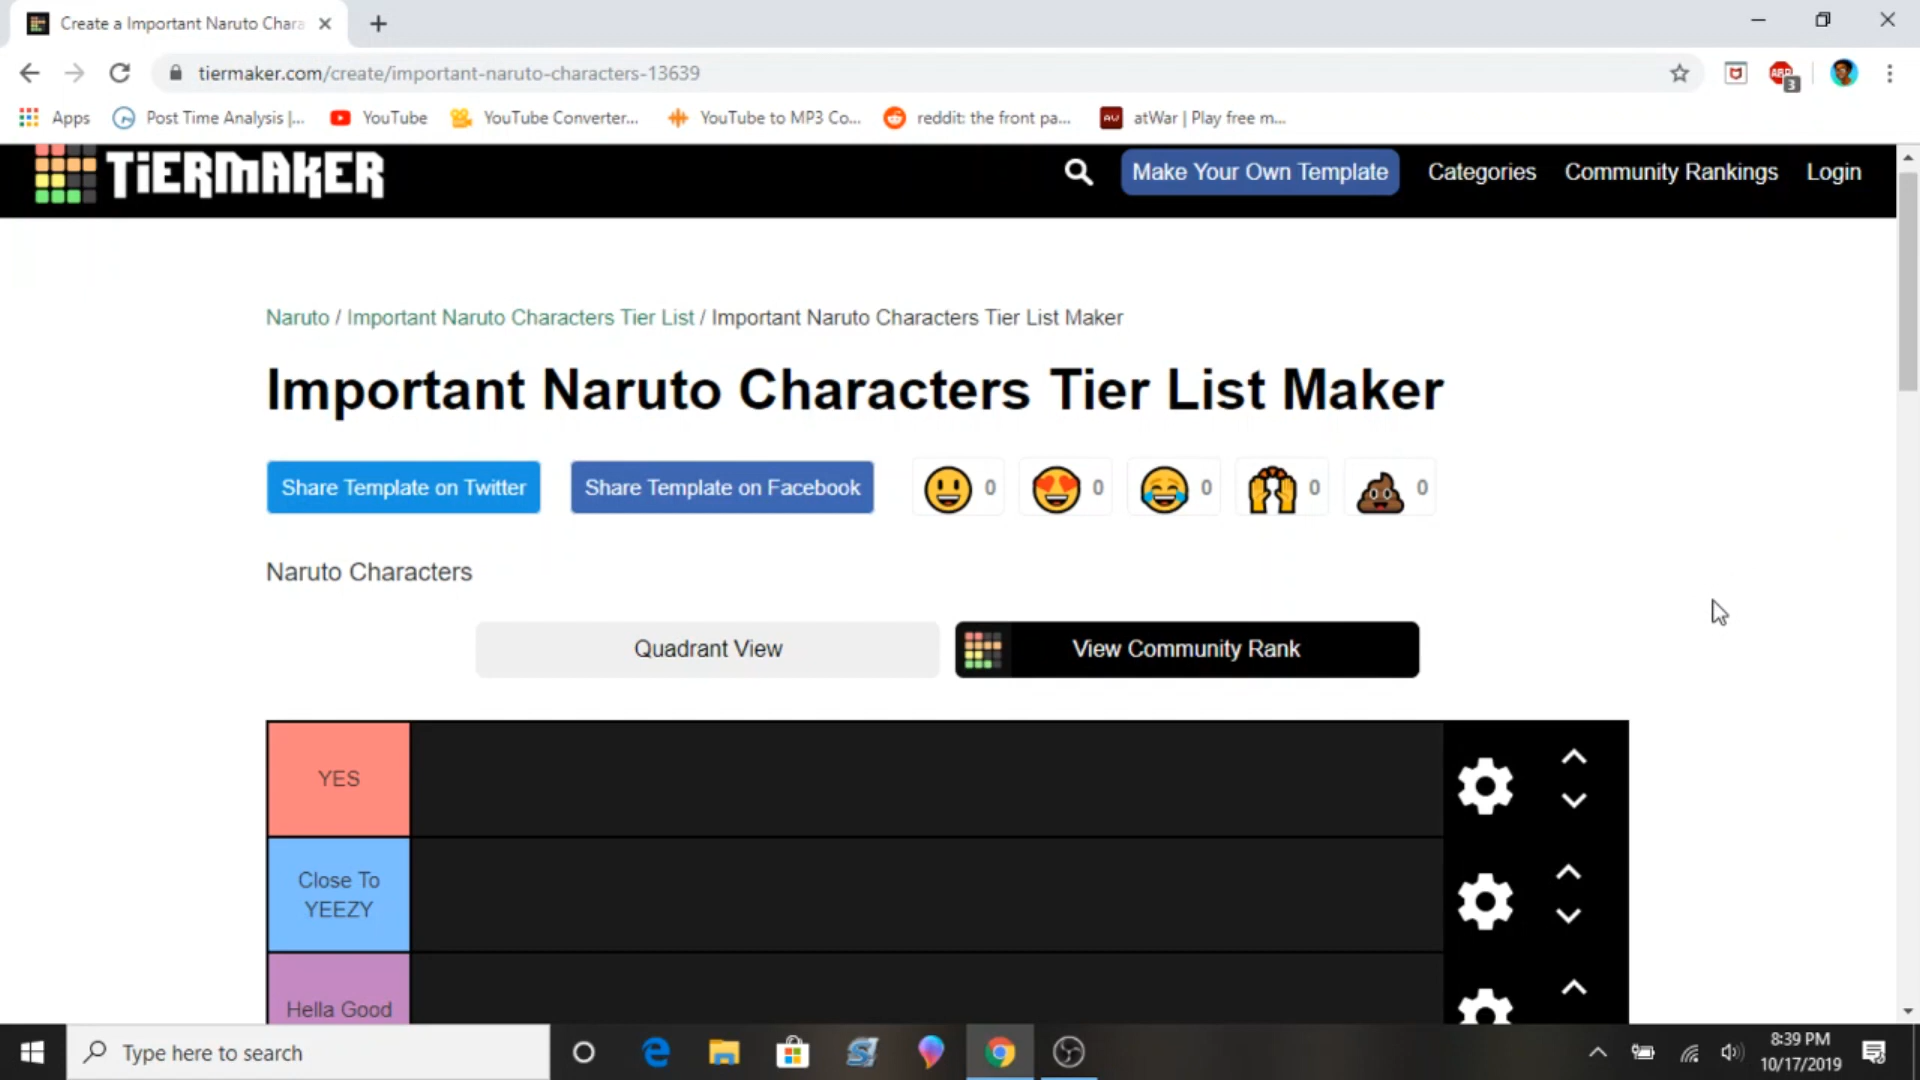 Create a Important Naruto Chara
tiermaker.com/create/important-naruto-characters-13639
ABP
3
Apps
Post Time Analysis |...
YouTube
YouTube Converter...
YouTube to MP3 Co...
reddit: the front pa...
AW
atWar | Play free m...
TiERMAKER
Make Your Own Template
Categories
Community Rankings
Login
Naruto / Important Naruto Characters Tier List / Important Naruto Characters Tier List Maker
Important Naruto Characters Tier List Maker
Share Template on Twitter
Share Template on Facebook
0
0
0
0
0
Naruto Characters
Quadrant View
View Community Rank
YES
Close To
YEEZY
Hella Good
Type here to search
8:39 PM
10/17/2019